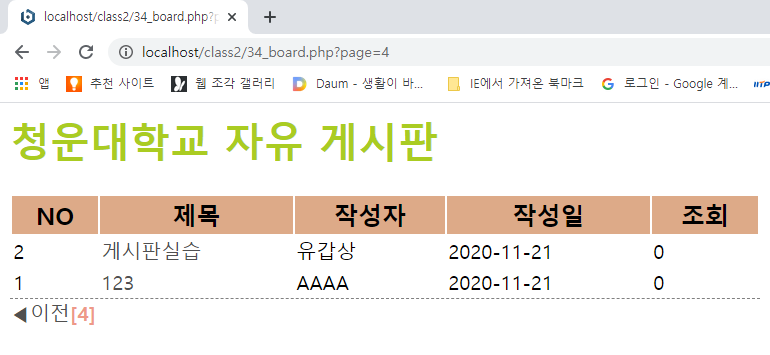 localhost/class2/34_board.php?p
localhost/class2/34_board.php?page=4
앱 추천 사이트 웹 조각 갤러리 Daum - 생활이 바... IE에서 가져온 북마크 로그인 - Google 계... IITP
청운대학교 자유 게시판
NO 제목 작성자 작성일 조회
2 게시판실습 유갑상 2020-11-21 0
1 123 AAAA 2020-11-21 0
◀이전[4]